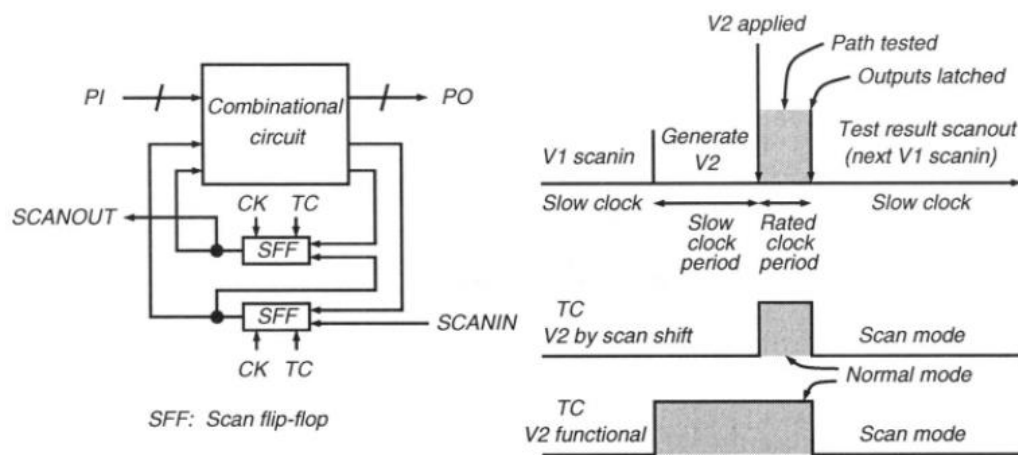 PI
Combinational
circuit
PO
SCANOUT
CK
TC
SFF
SFF
SCANIN
CK
TC
SFF: Scan flip-flop
V2 applied
Path tested
Outputs latched
V1 scanin
Generate
V2
Test result scanout
(next V1 scanin)
Slow clock
Slow
clock
period
Rated
clock
period
Slow clock
TC
V2 by scan shift
Scan mode
Normal mode
TC
V2 functional
Scan mode